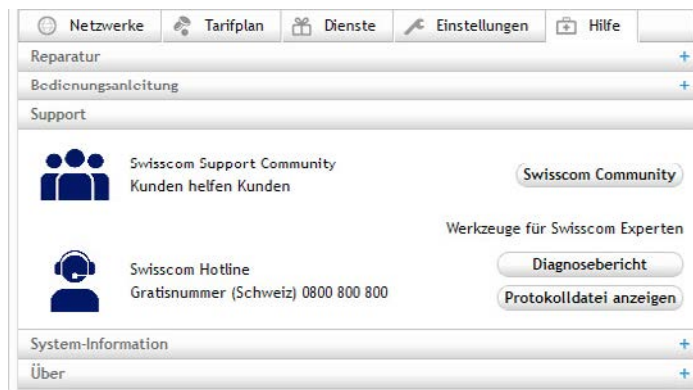 Netzwerke Tarifplan Dienste Einstellungen Hilfe
Reparatur +
Bedienungsanleitung +
Support
Swisscom Support Community
Kunden helfen Kunden
Swisscom Community
Werkzeuge für Swisscom Experten
Swisscom Hotline
Gratisnummer (Schweiz) 0800 800 800
Diagnosebericht
Protokolldatei anzeigen
System-Information +
Über +